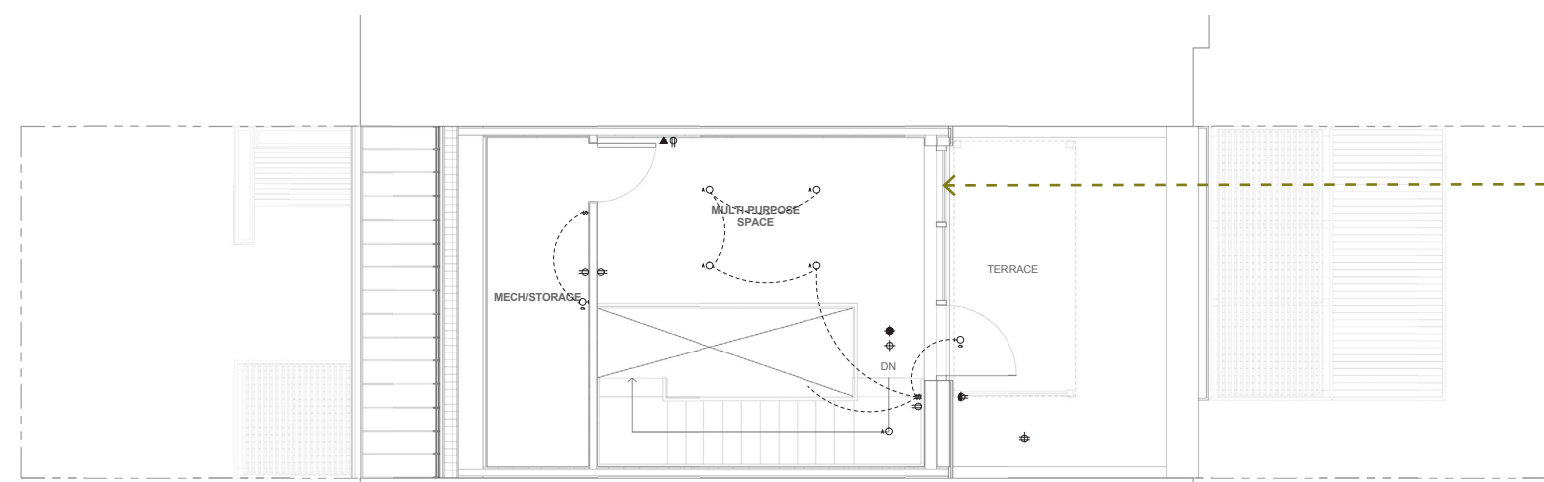 MULTI-PURPOSE
SPACE
TERRACE
MECH/STORAGE
DN